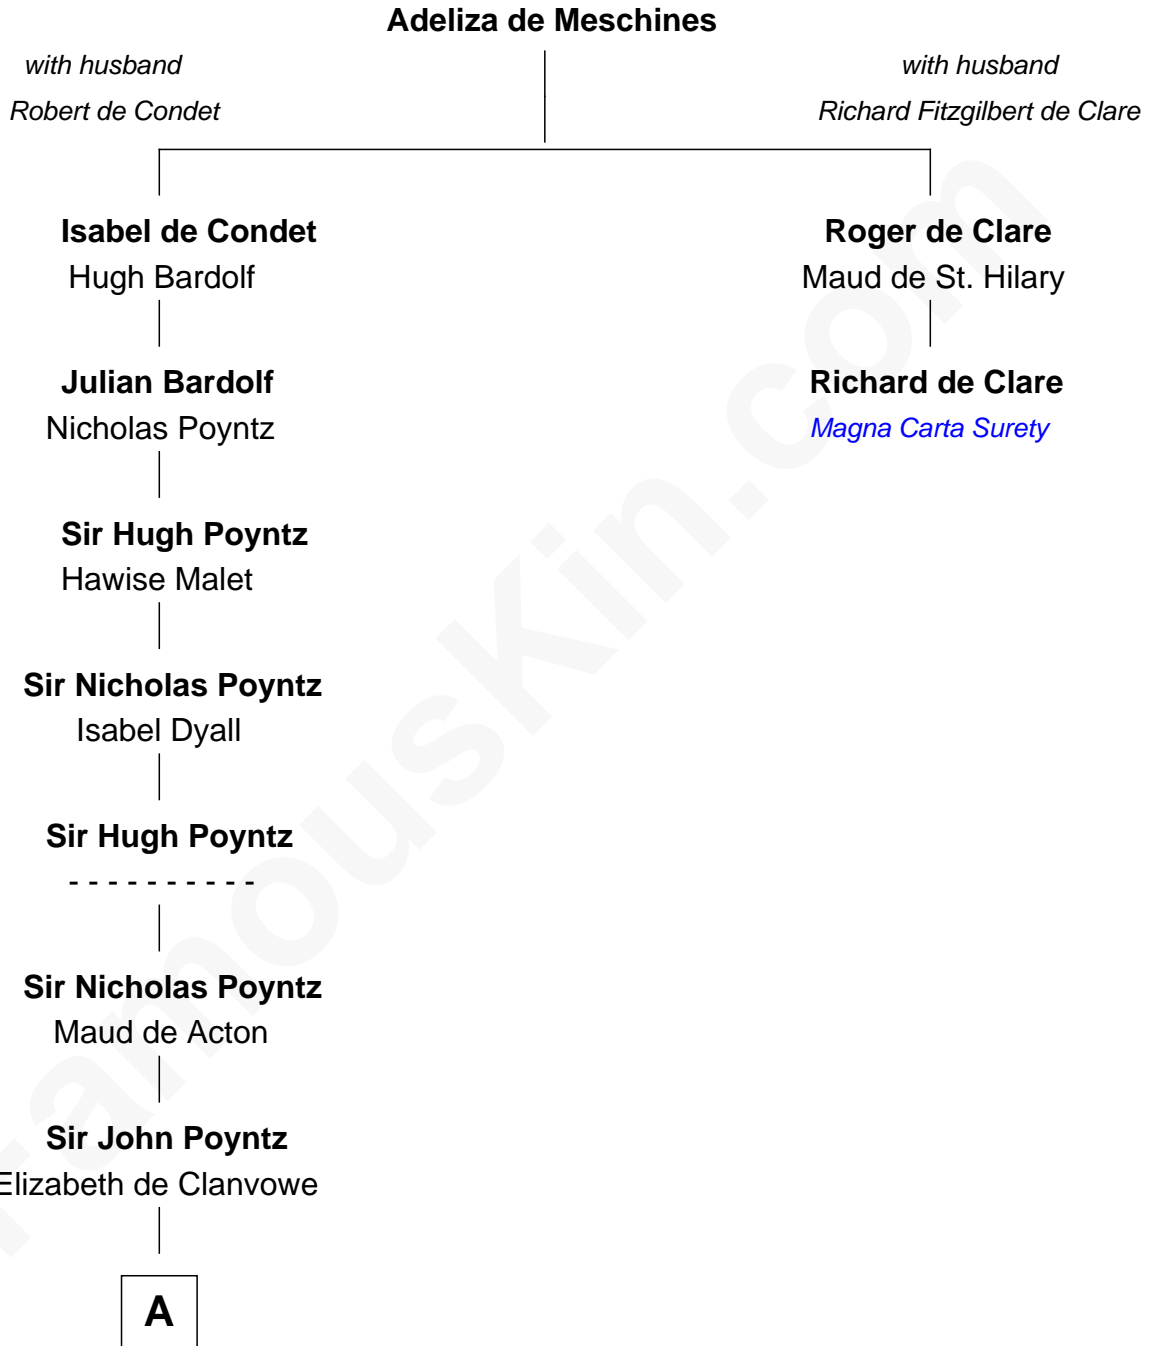 Adeliza de Meschines
with husband
Robert de Condet
with husband
Richard Fitzgilbert de Clare
Isabel de Condet
Hugh Bardolf
Roger de Clare
Maud de St. Hilary
Julian Bardolf
Nicholas Poyntz
Richard de Clare
Magna Carta Surety
Sir Hugh Poyntz
Hawise Malet
Sir Nicholas Poyntz
Isabel Dyall
Sir Hugh Poyntz
- - - - - - - - - -
Sir Nicholas Poyntz
Maud de Acton
Sir John Poyntz
Elizabeth de Clanvowe
A
famouskin.com